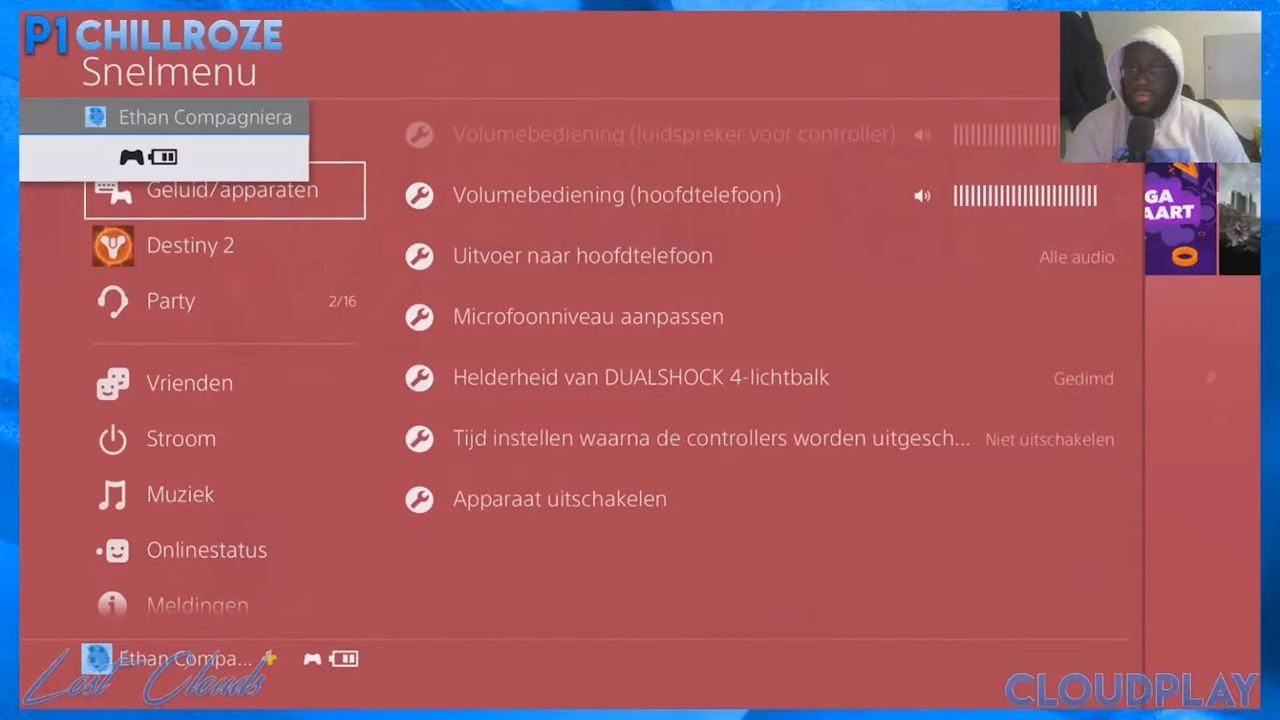 P1 CHILLROZE
Snelmenu
Ethan Compagniera
Geluid/apparaten
Destiny 2
Party 2/16
Vrienden
Stroom
Muziek
Onlinestatus
Meldingen
Volumebediening (luidspreker voor controller)
Volumebediening (hoofdtelefoon)
Uitvoer naar hoofdtelefoon Alle audio
Microfoonniveau aanpassen
Helderheid van DUALSHOCK 4-lichtbalk Gedimd
Tijd instellen waarna de controllers worden uitgesch... Niet uitschakelen
Apparaat uitschakelen
GA
AART
Ethan Compa...
Lost Clouds
CLOUDPLAY